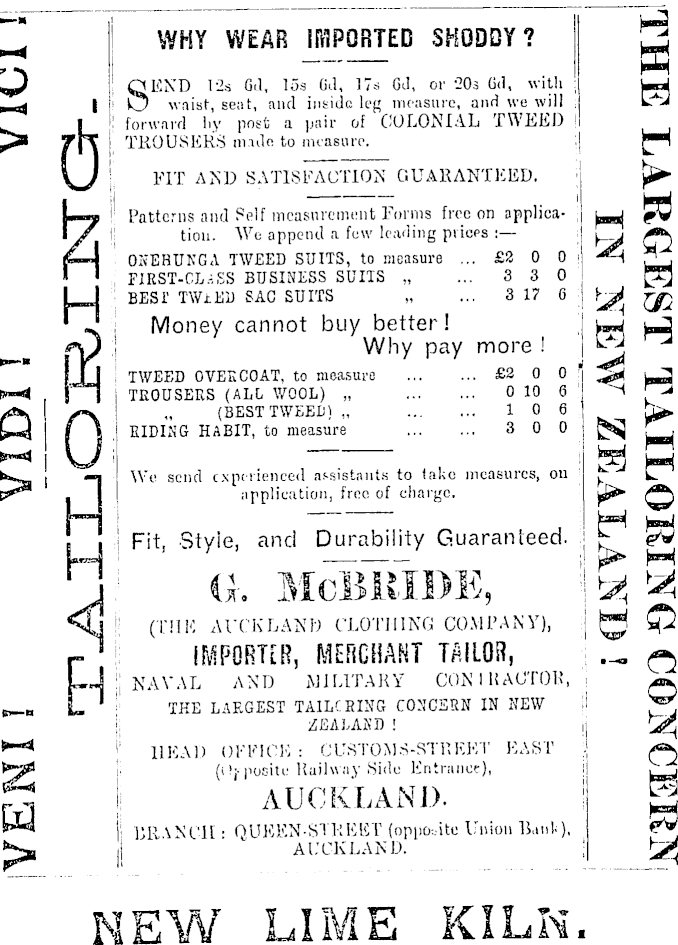 YENI ! YIDI ! YICI !
TAILORING.
WHY WEAR IMPORTED SHODDY ?
SEND 12s 6d, 15s 6d, 17s 6d, or 20s 6d, with
waist, seat, and inside leg measure, and we will
forward by post a pair of COLONIAL TWEED
TROUSERS made to measure.
FIT AND SATISFACTION GUARANTEED.
Patterns and Self measurement Forms free on applica-
tion. We append a few leading prices :—
ONEHUNGA TWEED SUITS, to measure ... £2 0 0
FIRST-CLASS BUSINESS SUITS „ ... 3 3 0
BEST TWEED SAC SUITS „ 3 17 6
Money cannot buy better !
Why pay more !
TWEED OVERCOAT, to measure ... ... £2 0 0
TROUSERS (ALL WOOL) „ ... ... 0 10 6
„ (BEST TWEED) „ ... ... 1 0 6
RIDING HABIT, to measure ... ... 3 0 0
We send experienced assistants to take measures, on
application, free of charge.
Fit, Style, and Durability Guaranteed.
G. McBRIDE,
(THE AUCKLAND CLOTHING COMPANY),
IMPORTER, MERCHANT TAILOR,
NAVAL AND MILITARY CONTRACTOR,
THE LARGEST TAILORING CONCERN IN NEW
ZEALAND !
HEAD OFFICE : CUSTOMS-STREET EAST
(Opposite Railway Side Entrance),
AUCKLAND.
BRANCH : QUEEN-STREET (opposite Union Bank),
AUCKLAND.
THE LARGEST TAILORING CONCERN
IN NEW ZEALAND !
NEW LIME KILN.